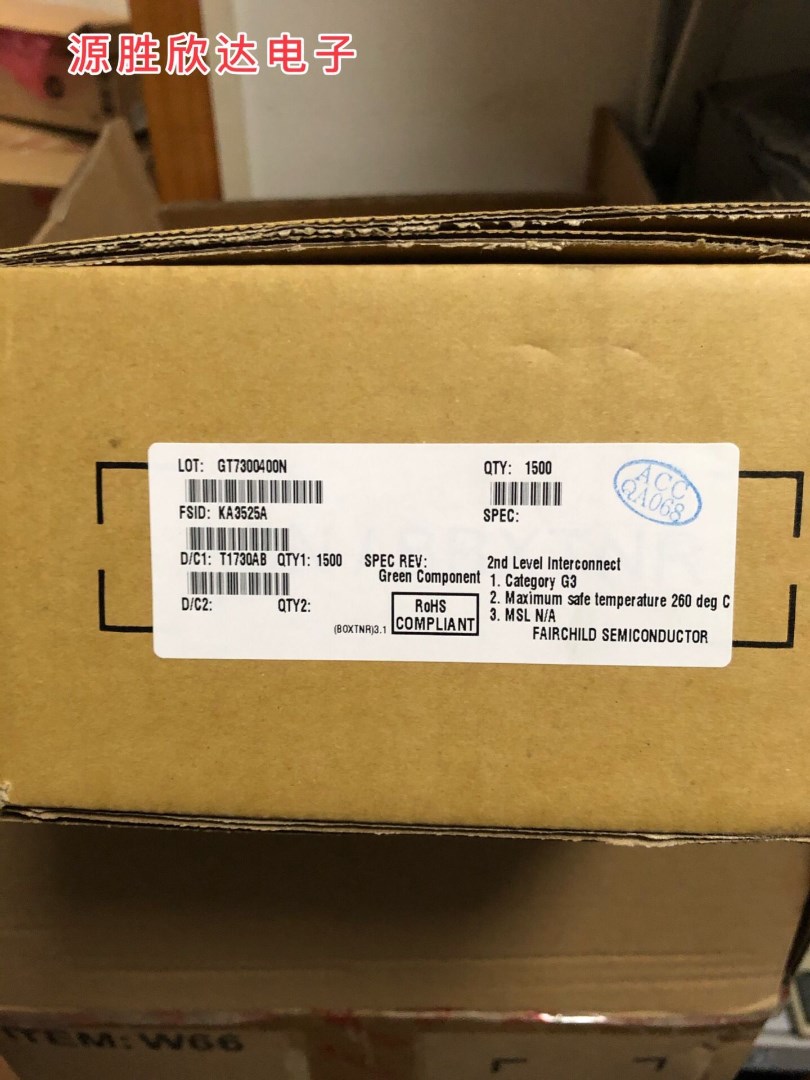 源胜欣达电子
LOT: GT7300400N
QTY: 1500
ACC
QA068
FSID: KA3525A
SPEC:
D/C1: T1730AB QTY1: 1500 SPEC REV:
2nd Level Interconnect
Green Component
1. Category G3
2. Maximum safe temperature 260 deg C
D/C2: QTY2:
(BOXTNR)3.1
RoHS
COMPLIANT
3. MSL N/A
FAIRCHILD SEMICONDUCTOR
ITEM: W66